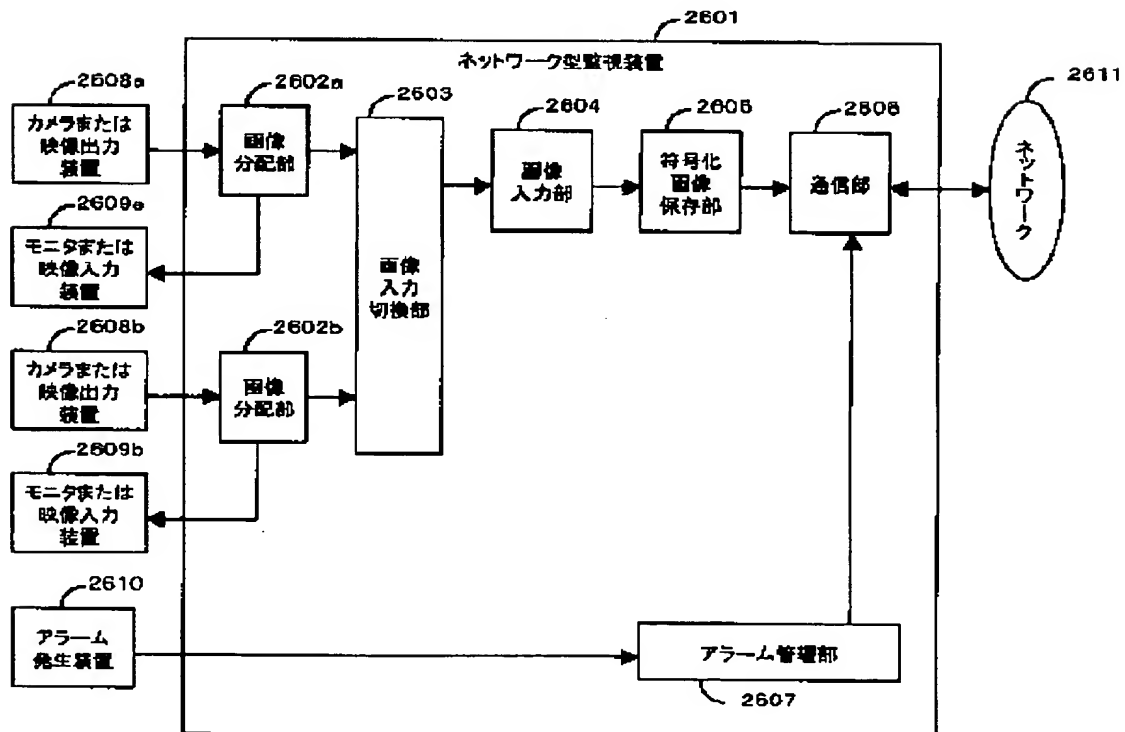 2601
ネットワーク型監視装置
2608a
カメラまたは
映像出力
装置
2602a
画像
分配部
2603
画像
入力
切換部
2604
画像
入力部
2605
符号化
画像
保存部
2606
通信部
2611
ネットワーク
2609a
モニタまたは
映像入力
装置
2608b
カメラまたは
映像出力
装置
2602b
画像
分配部
2609b
モニタまたは
映像入力
装置
2610
アラーム
発生装置
アラーム管理部
2607